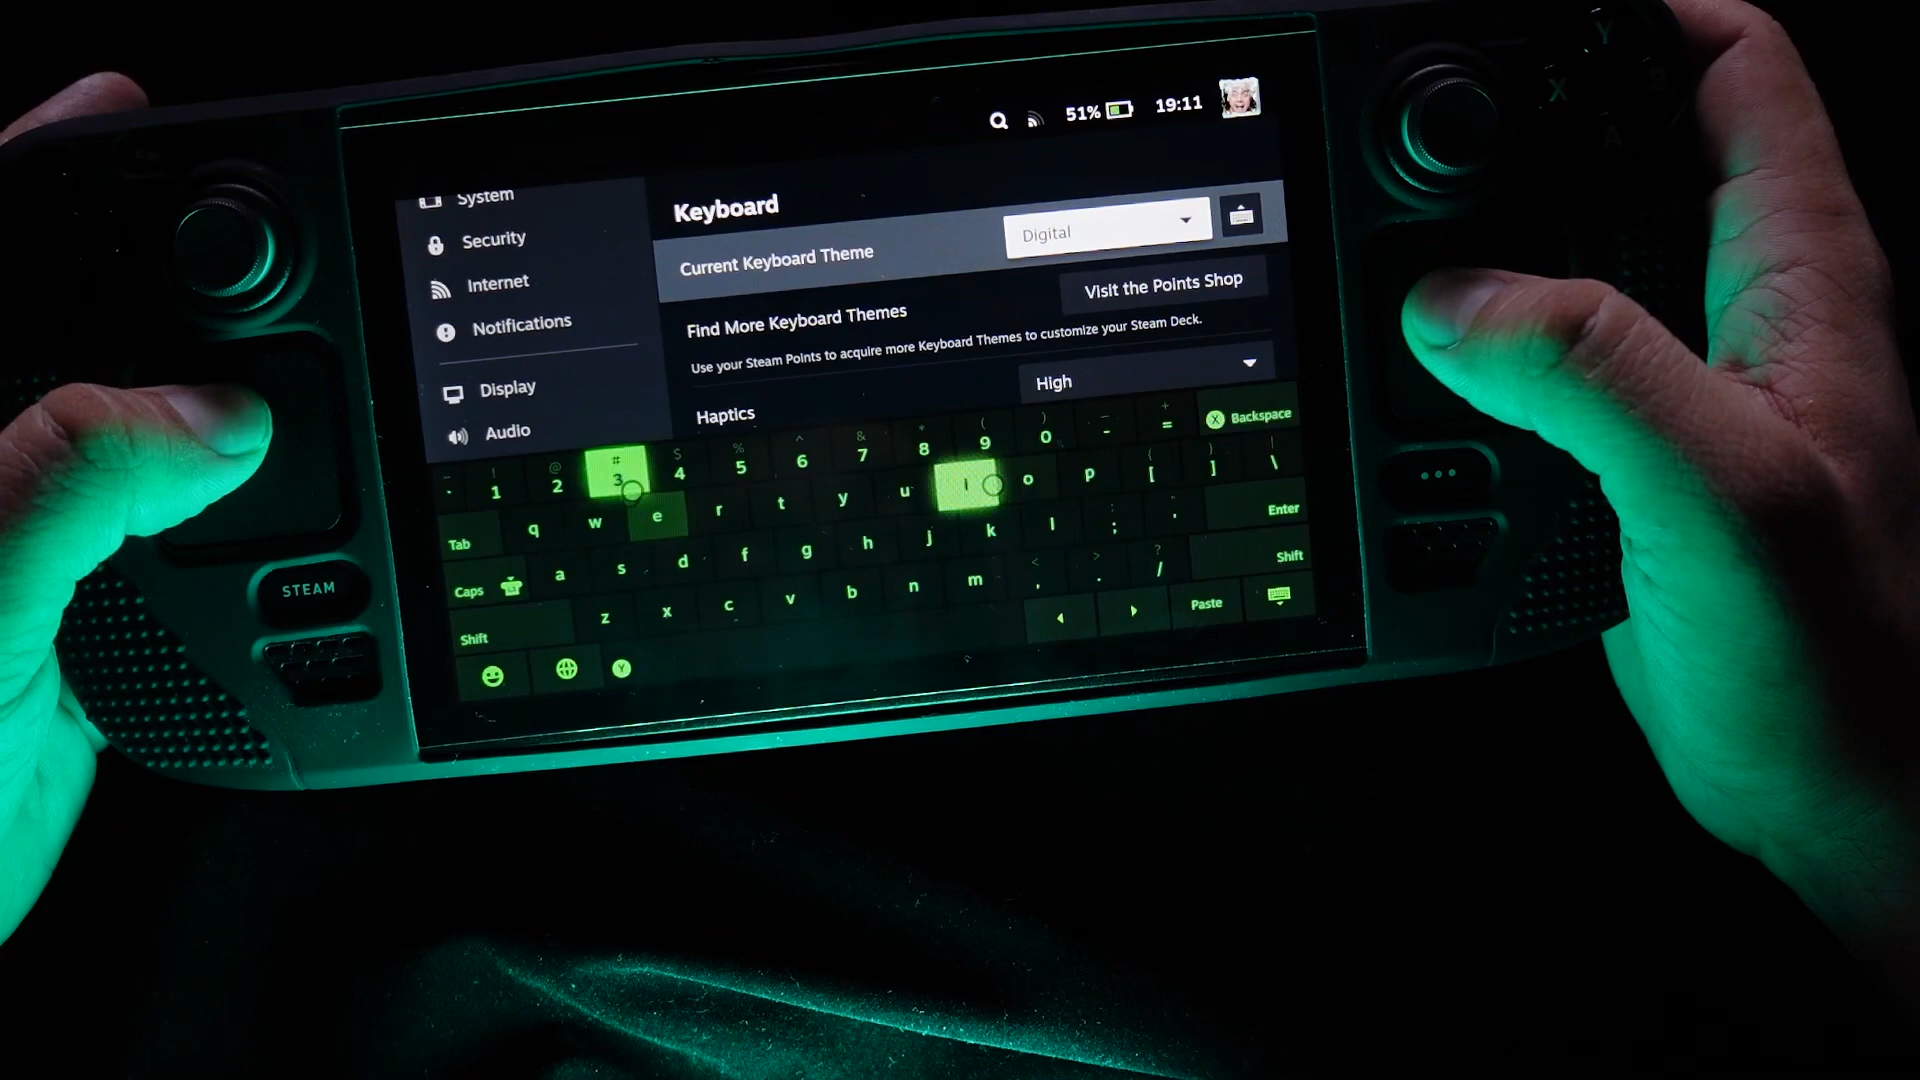 51% 19:11
Y
X
B
A
System
Security
Internet
Notifications
Display
Audio
Keyboard
Current Keyboard Theme
Digital
Find More Keyboard Themes
Visit the Points Shop
Use your Steam Points to acquire more Keyboard Themes to customize your Steam Deck.
Haptics
High
~ ! @ # $ % ^ & * ( ) _ +
` 1 2 3 4 5 6 7 8 9 0 - = X Backspace
Tab q w e r t y u i o p { [ } ] | \
Caps a s d f g h j k l : ; " ' Enter
Shift z x c v b n m < , > . ? / Shift
Y Paste
STEAM